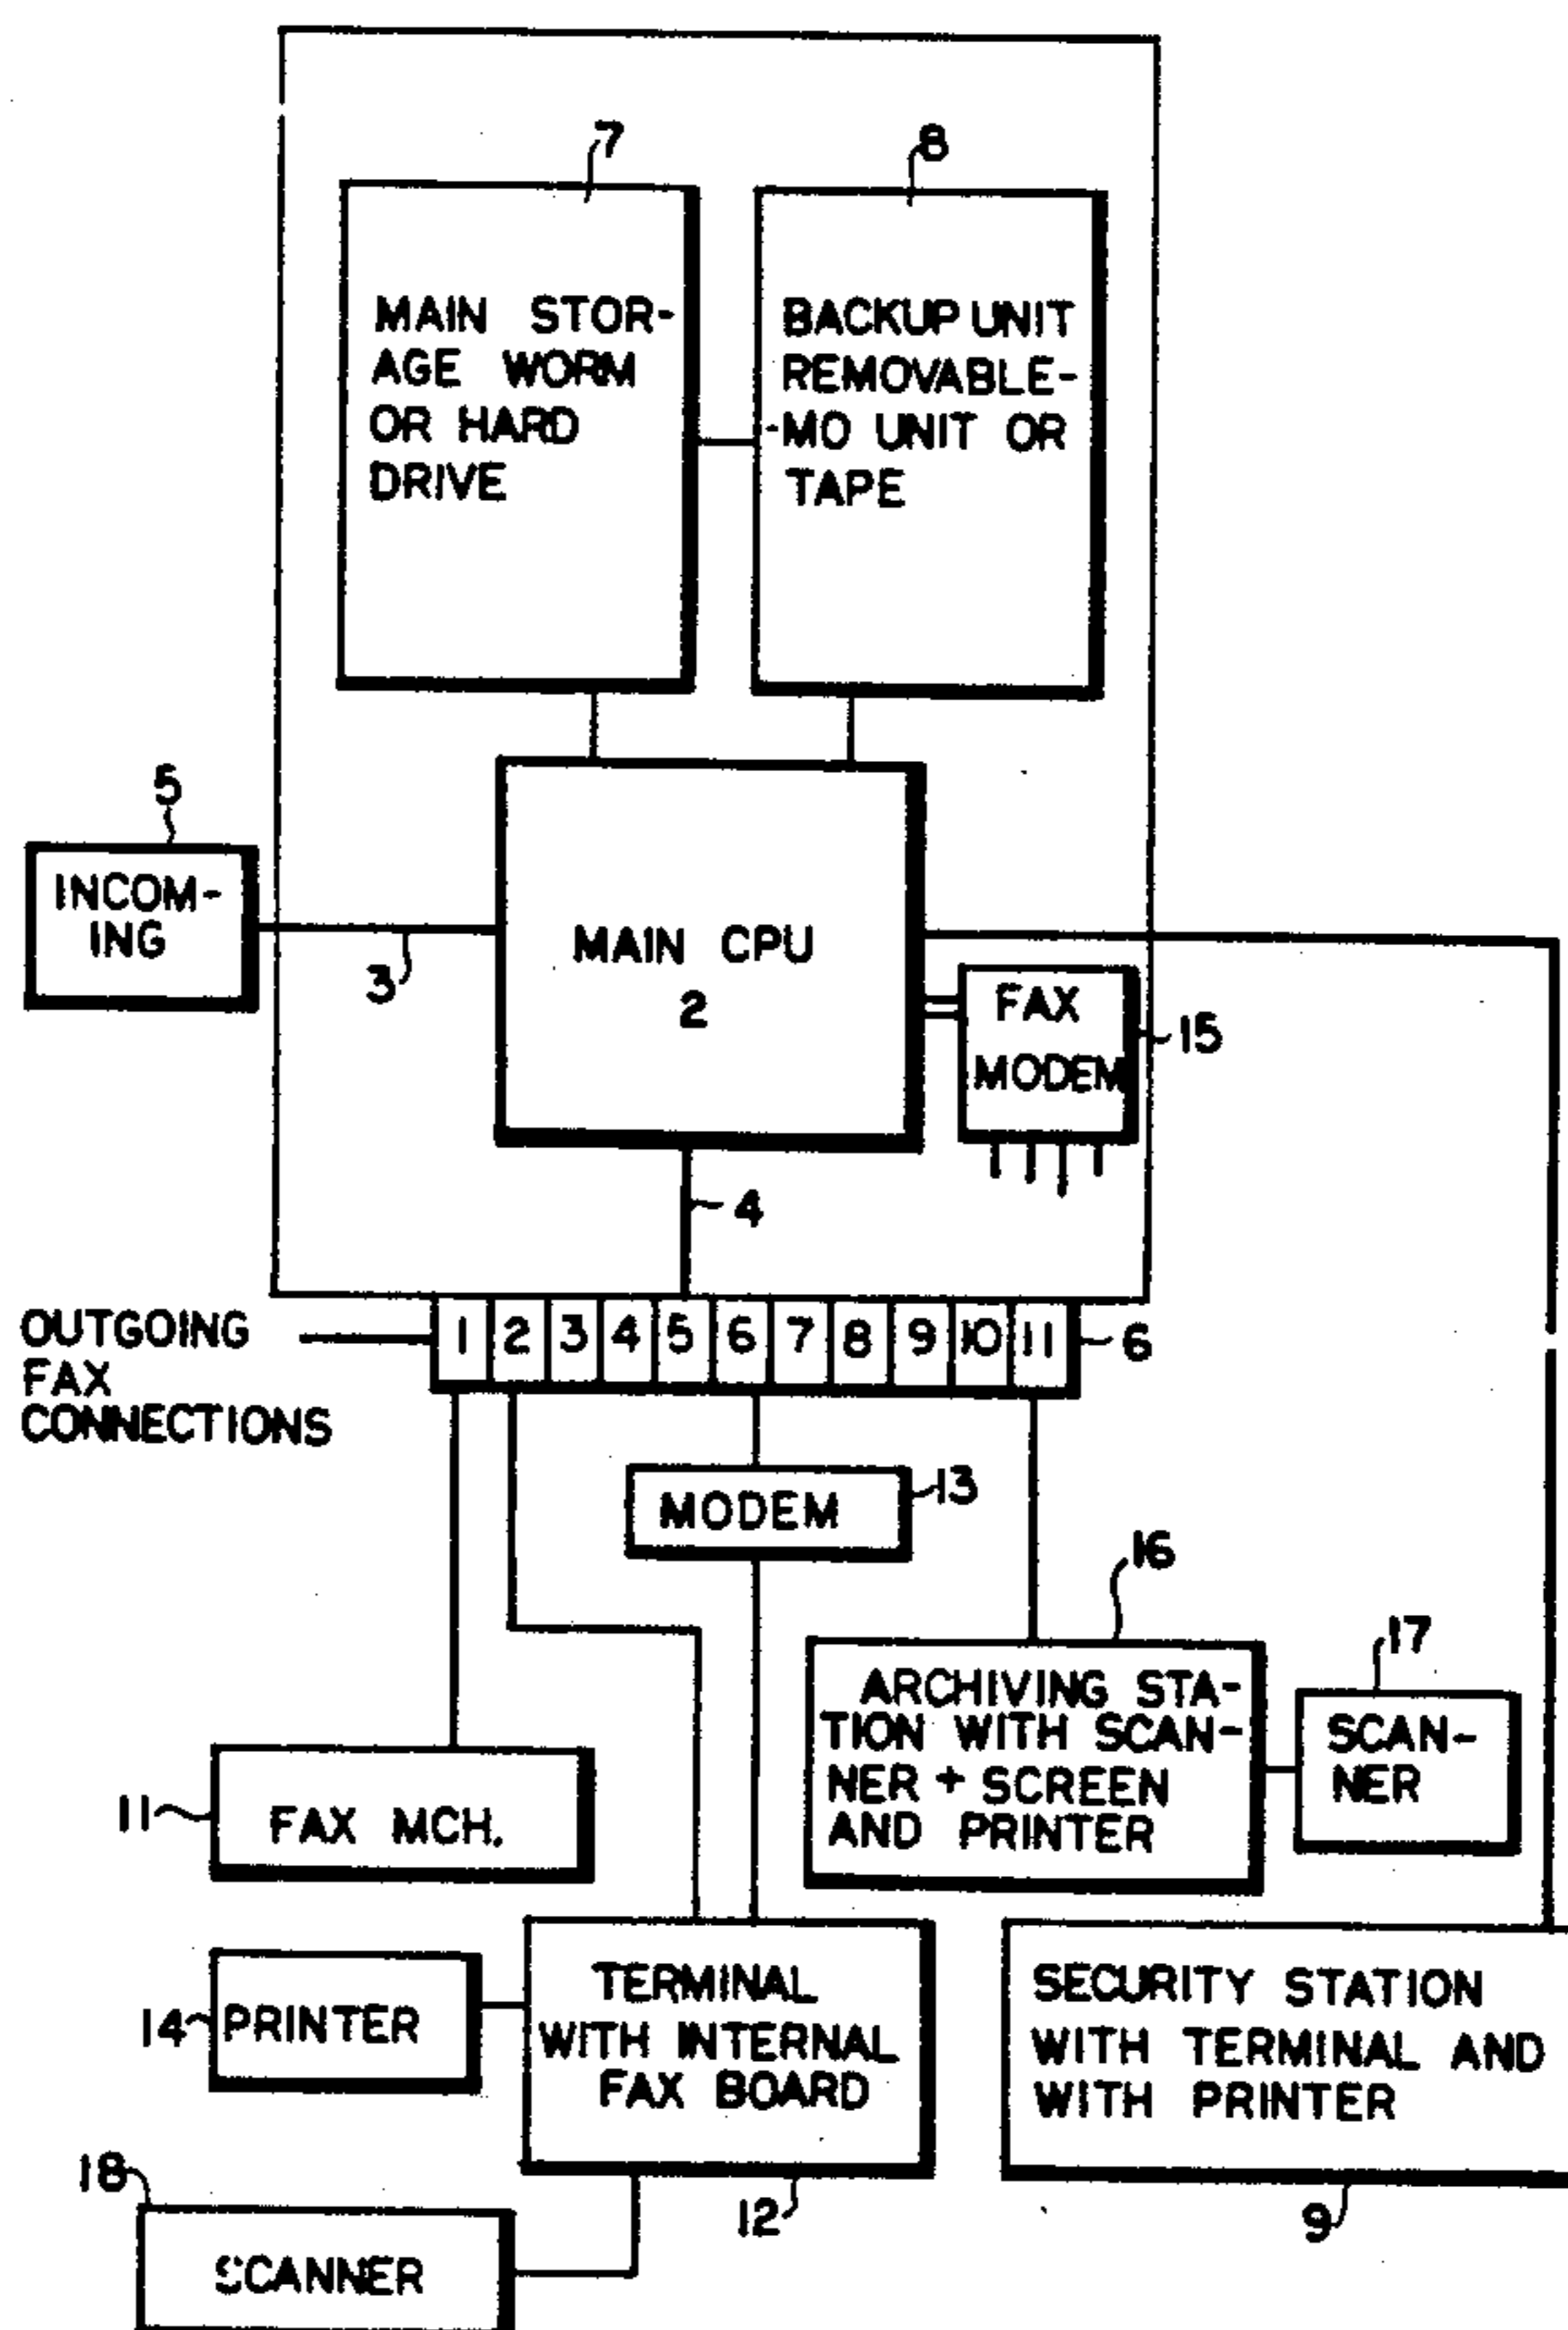 7
8
MAIN STOR-
AGE WORM
OR HARD
DRIVE
BACKUP UNIT
REMOVABLE-
-MO UNIT OR
TAPE
5
INCOM-
ING
3
MAIN CPU
2
FAX
MODEM
15
4
OUTGOING
FAX
CONNECTIONS
1 2 3 4 5 6 7 8 9 10 11
6
MODEM
13
16
ARCHIVING STA-
TION WITH SCAN-
NER + SCREEN
AND PRINTER
17
SCAN-
NER
11
FAX MCH.
14
PRINTER
TERMINAL
WITH INTERNAL
FAX BOARD
12
SECURITY STATION
WITH TERMINAL AND
WITH PRINTER
9
18
SCANNER